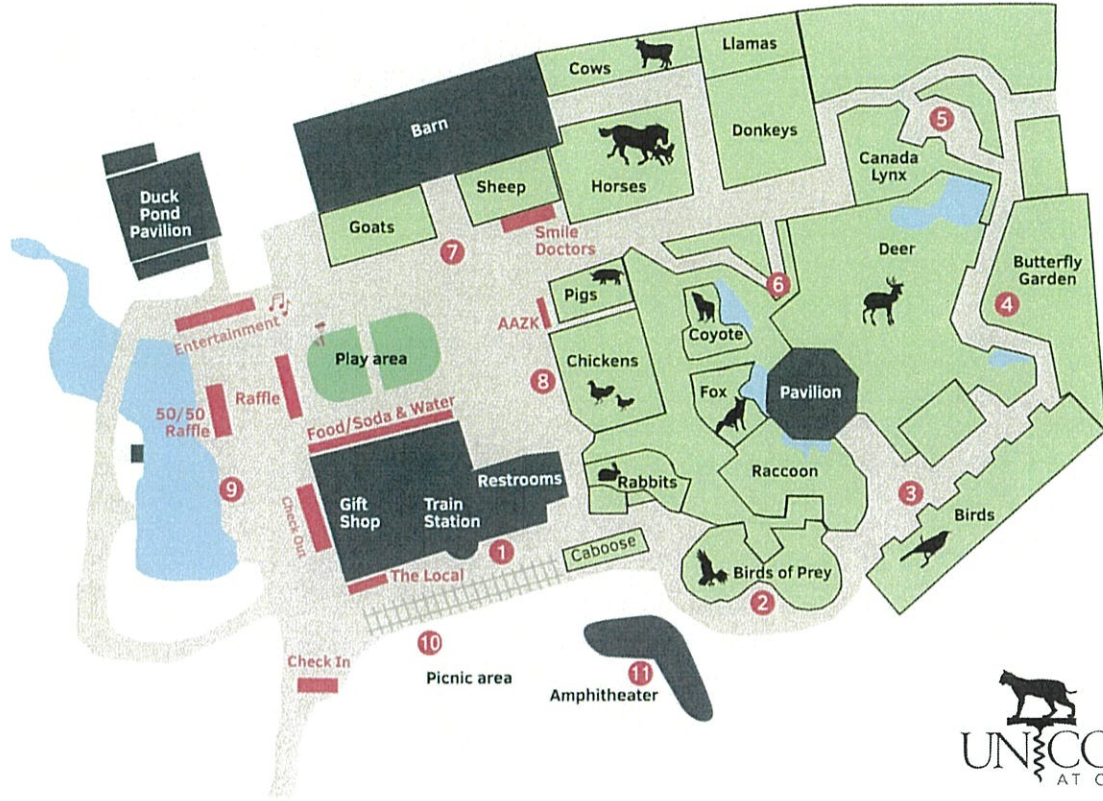 Cows
Llamas
Barn
Donkeys
5
Canada
Lynx
Duck
Pond
Pavilion
Sheep
Horses
Goats
Smile
Doctors
7
Deer
Butterfly
Garden
Pigs
6
4
AAZK
Coyote
Entertainment
Play area
Chickens
8
Fox
Pavilion
Raffle
50/50
Raffle
Food/Soda & Water
Restrooms
Rabbits
Raccoon
3
9
Gift
Shop
Train
Station
Check Out
1
Caboose
Birds
The Local
Birds of Prey
2
10
Check In
Picnic area
11
Amphitheater
UNCO
AT C